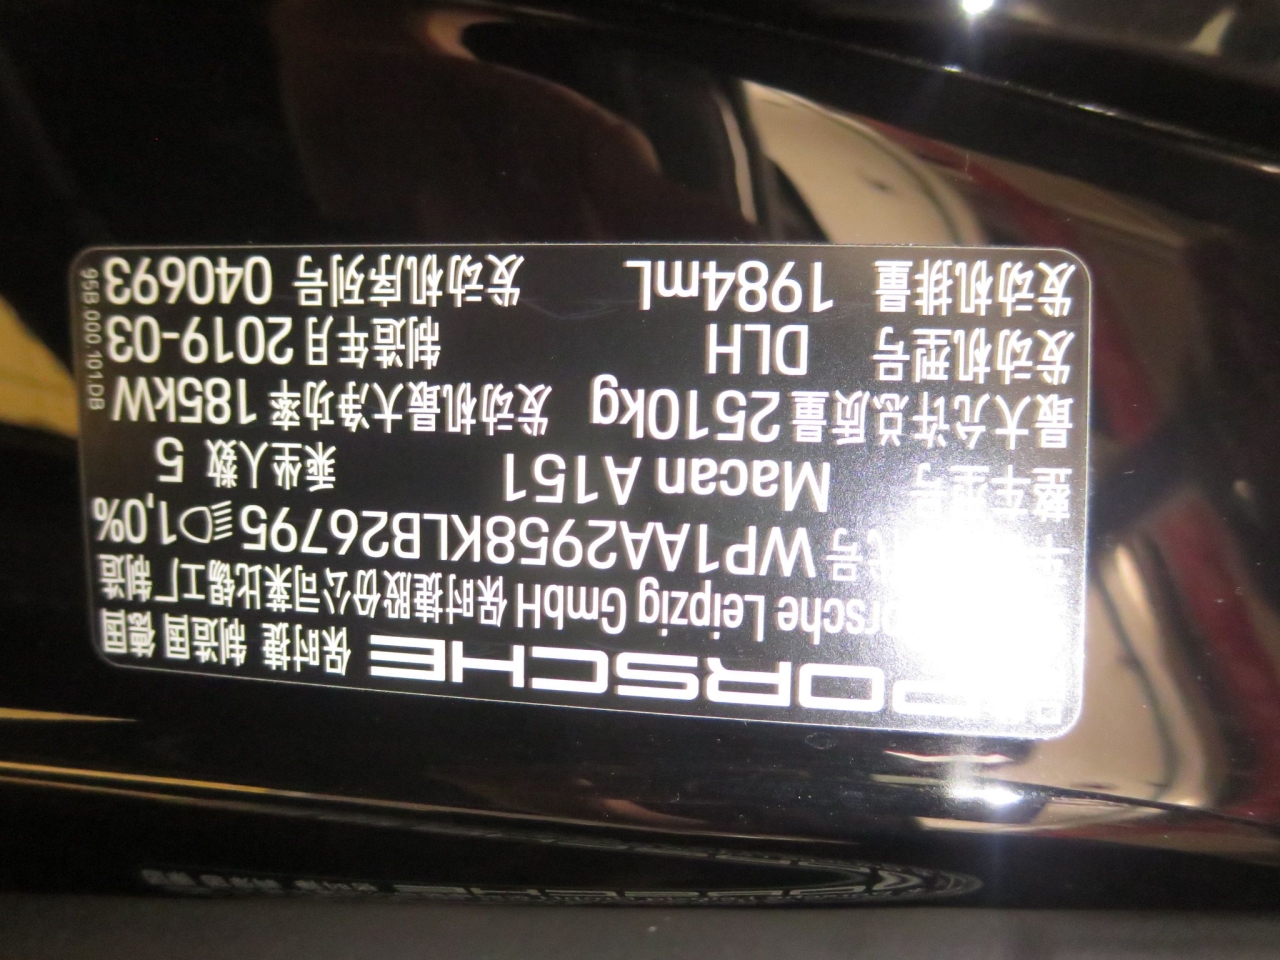 PORSCHE 保时捷 制造国 德国
Porsche Leipzig GmbH 保时捷股份公司莱比锡工厂 制造
号 WP1AA2958KLB26795 1,0%
整车型号 Macan A151 乘坐人数 5
最大允许总质量 2510kg 发动机最大净功率 185kW
发动机型号 DLH 制造年月 2019-03
发动机排量 1984mL 发动机序列号 040693
95B.000.101.DB